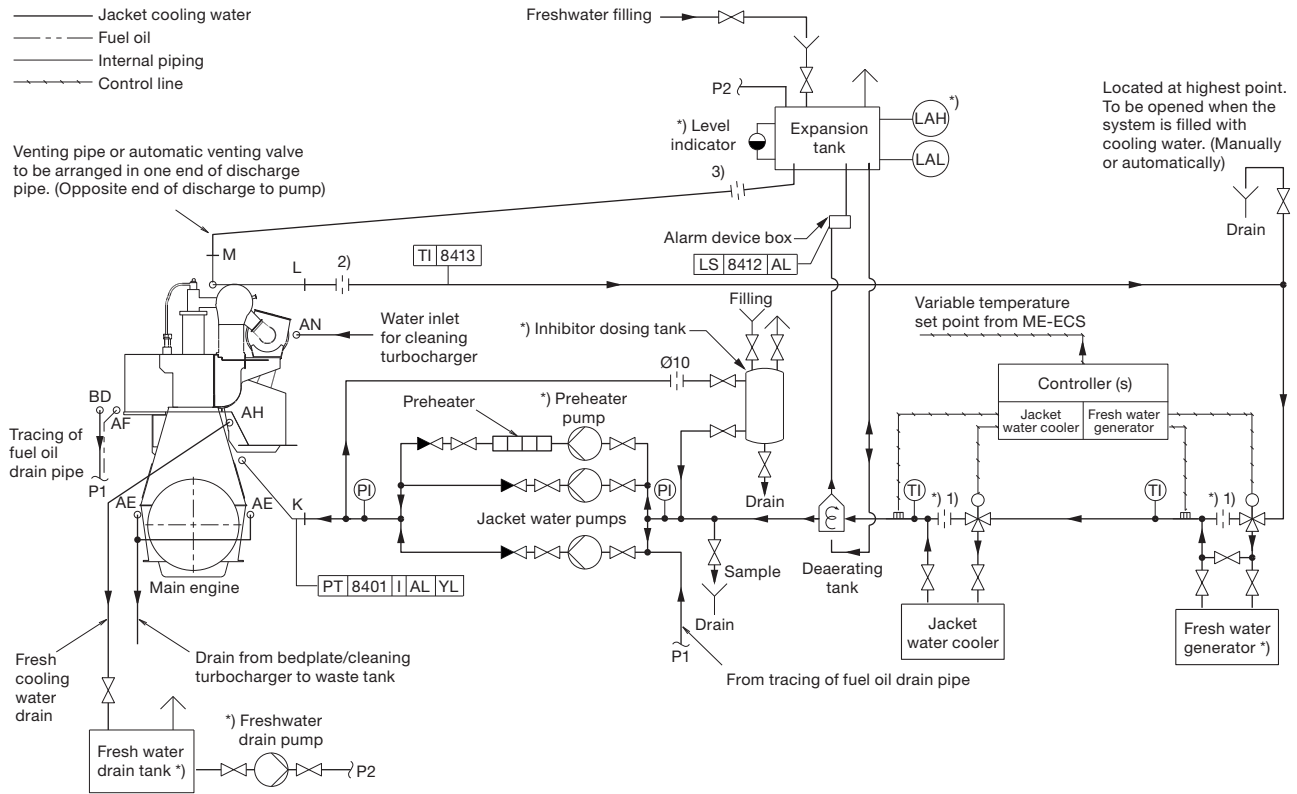 Jacket cooling water
Fuel oil
Internal piping
Control line
Freshwater filling
P2
*) Level
indicator
Expansion
tank
LAH
*)
LAL
Located at highest point.
To be opened when the
system is filled with
cooling water. (Manually
or automatically)
Drain
Venting pipe or automatic venting valve
to be arranged in one end of discharge
pipe. (Opposite end of discharge to pump)
3)
M
L
2)
TI 8413
Alarm device box
LS 8412 AL
AN
Water inlet
for cleaning
turbocharger
Filling
*) Inhibitor dosing tank
Ø10
Variable temperature
set point from ME-ECS
Controller (s)
Jacket
water cooler
Fresh water
generator
BD
AF
AH
Tracing of
fuel oil
drain pipe
P1
AE
AE
Preheater
*) Preheater
pump
PI
PI
K
Jacket water pumps
Drain
TI
*) 1)
TI
*) 1)
Main engine
PT 8401 I AL YL
Sample
Drain
Deaerating
tank
Jacket
water cooler
Fresh water
generator *)
P1
From tracing of fuel oil drain pipe
Fresh
cooling
water
drain
Drain from bedplate/cleaning
turbocharger to waste tank
Fresh water
drain tank *)
*) Freshwater
drain pump
P2